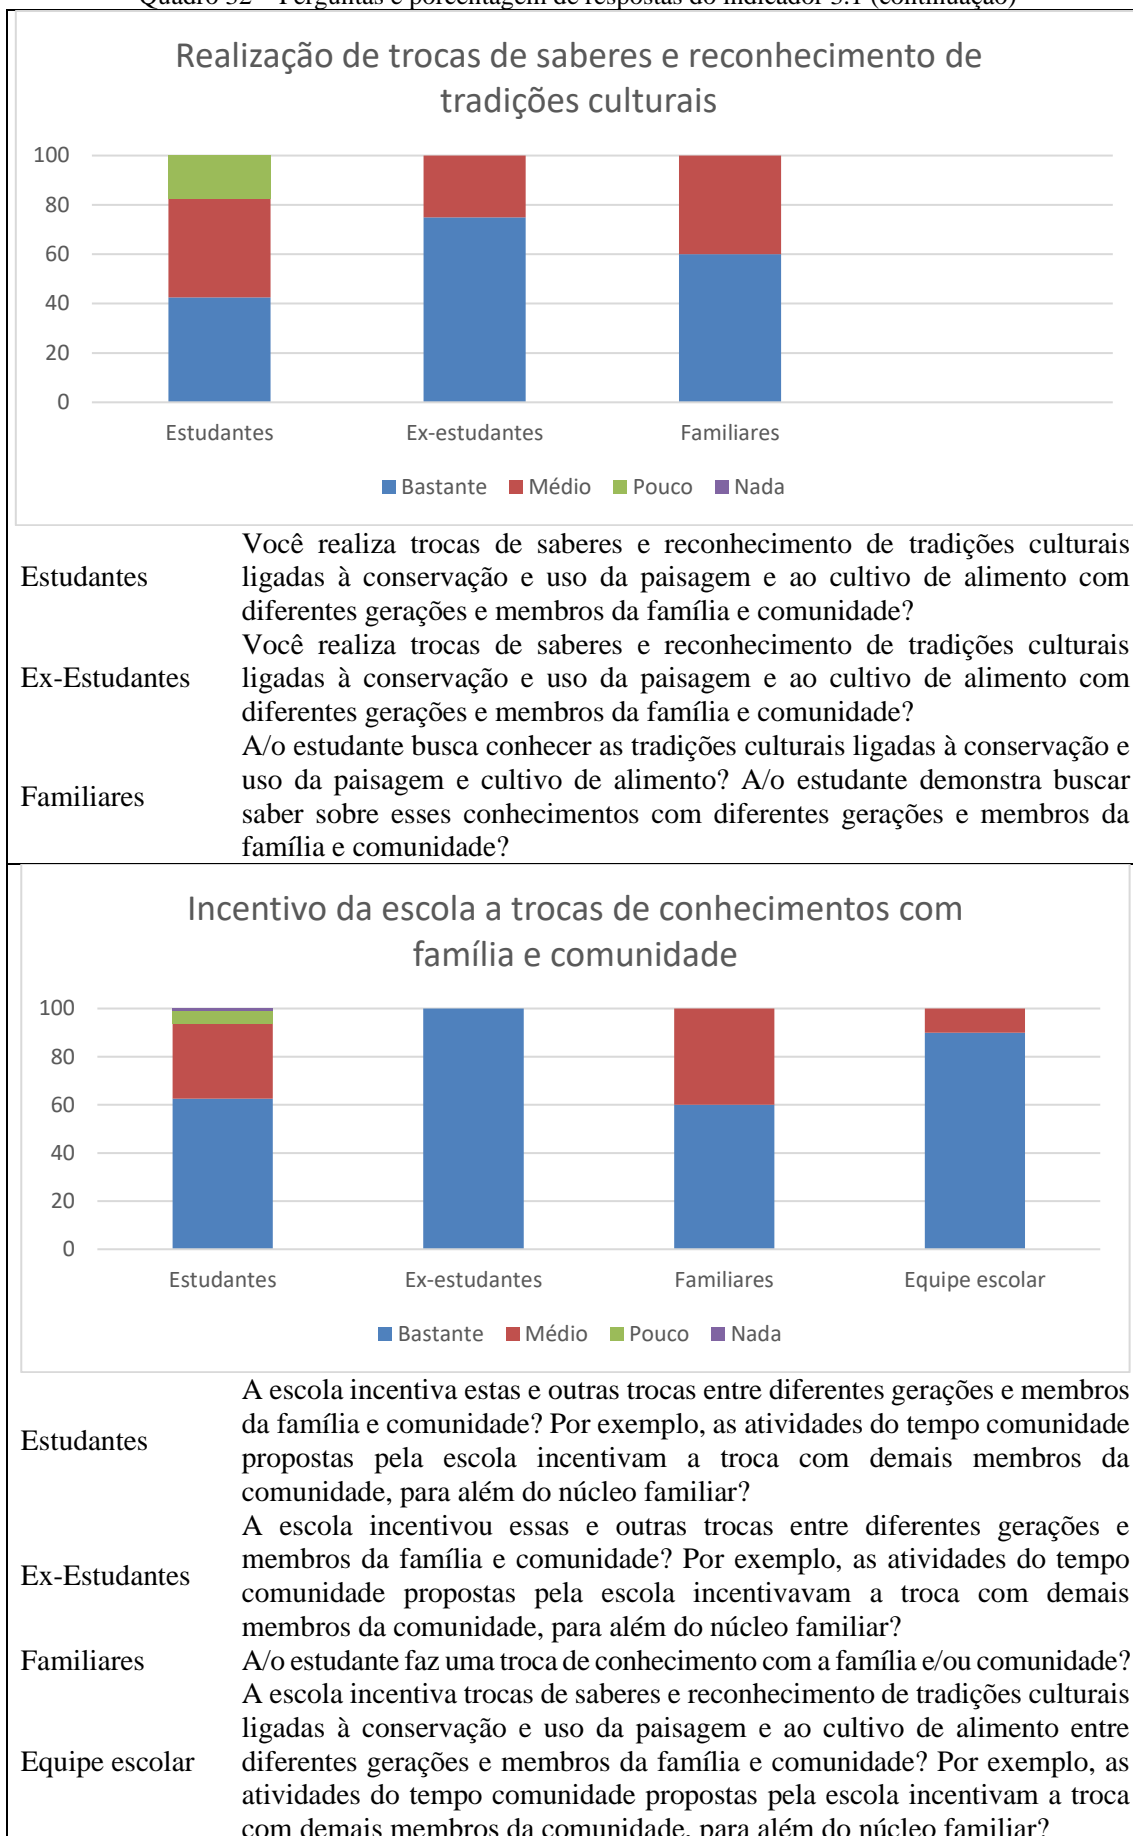 Quadro 32 – Perguntas e porcentagem de respostas do indicador 3.1 (continuação)
Realização de trocas de saberes e reconhecimento de
tradições culturais
100
80
60
40
20
0
Estudantes Ex-estudantes Familiares
Bastante Médio Pouco Nada
Estudantes
Você realiza trocas de saberes e reconhecimento de tradições culturais
ligadas à conservação e uso da paisagem e ao cultivo de alimento com
diferentes gerações e membros da família e comunidade?
Ex-Estudantes
Você realiza trocas de saberes e reconhecimento de tradições culturais
ligadas à conservação e uso da paisagem e ao cultivo de alimento com
diferentes gerações e membros da família e comunidade?
Familiares
A/o estudante busca conhecer as tradições culturais ligadas à conservação e
uso da paisagem e cultivo de alimento? A/o estudante demonstra buscar
saber sobre esses conhecimentos com diferentes gerações e membros da
família e comunidade?
Incentivo da escola a trocas de conhecimentos com
família e comunidade
100
80
60
40
20
0
Estudantes Ex-estudantes Familiares Equipe escolar
Bastante Médio Pouco Nada
Estudantes
A escola incentiva estas e outras trocas entre diferentes gerações e membros
da família e comunidade? Por exemplo, as atividades do tempo comunidade
propostas pela escola incentivam a troca com demais membros da
comunidade, para além do núcleo familiar?
Ex-Estudantes
A escola incentivou essas e outras trocas entre diferentes gerações e
membros da família e comunidade? Por exemplo, as atividades do tempo
comunidade propostas pela escola incentivavam a troca com demais
membros da comunidade, para além do núcleo familiar?
Familiares A/o estudante faz uma troca de conhecimento com a família e/ou comunidade?
Equipe escolar
A escola incentiva trocas de saberes e reconhecimento de tradições culturais
ligadas à conservação e uso da paisagem e ao cultivo de alimento entre
diferentes gerações e membros da família e comunidade? Por exemplo, as
atividades do tempo comunidade propostas pela escola incentivam a troca
com demais membros da comunidade, para além do núcleo familiar?